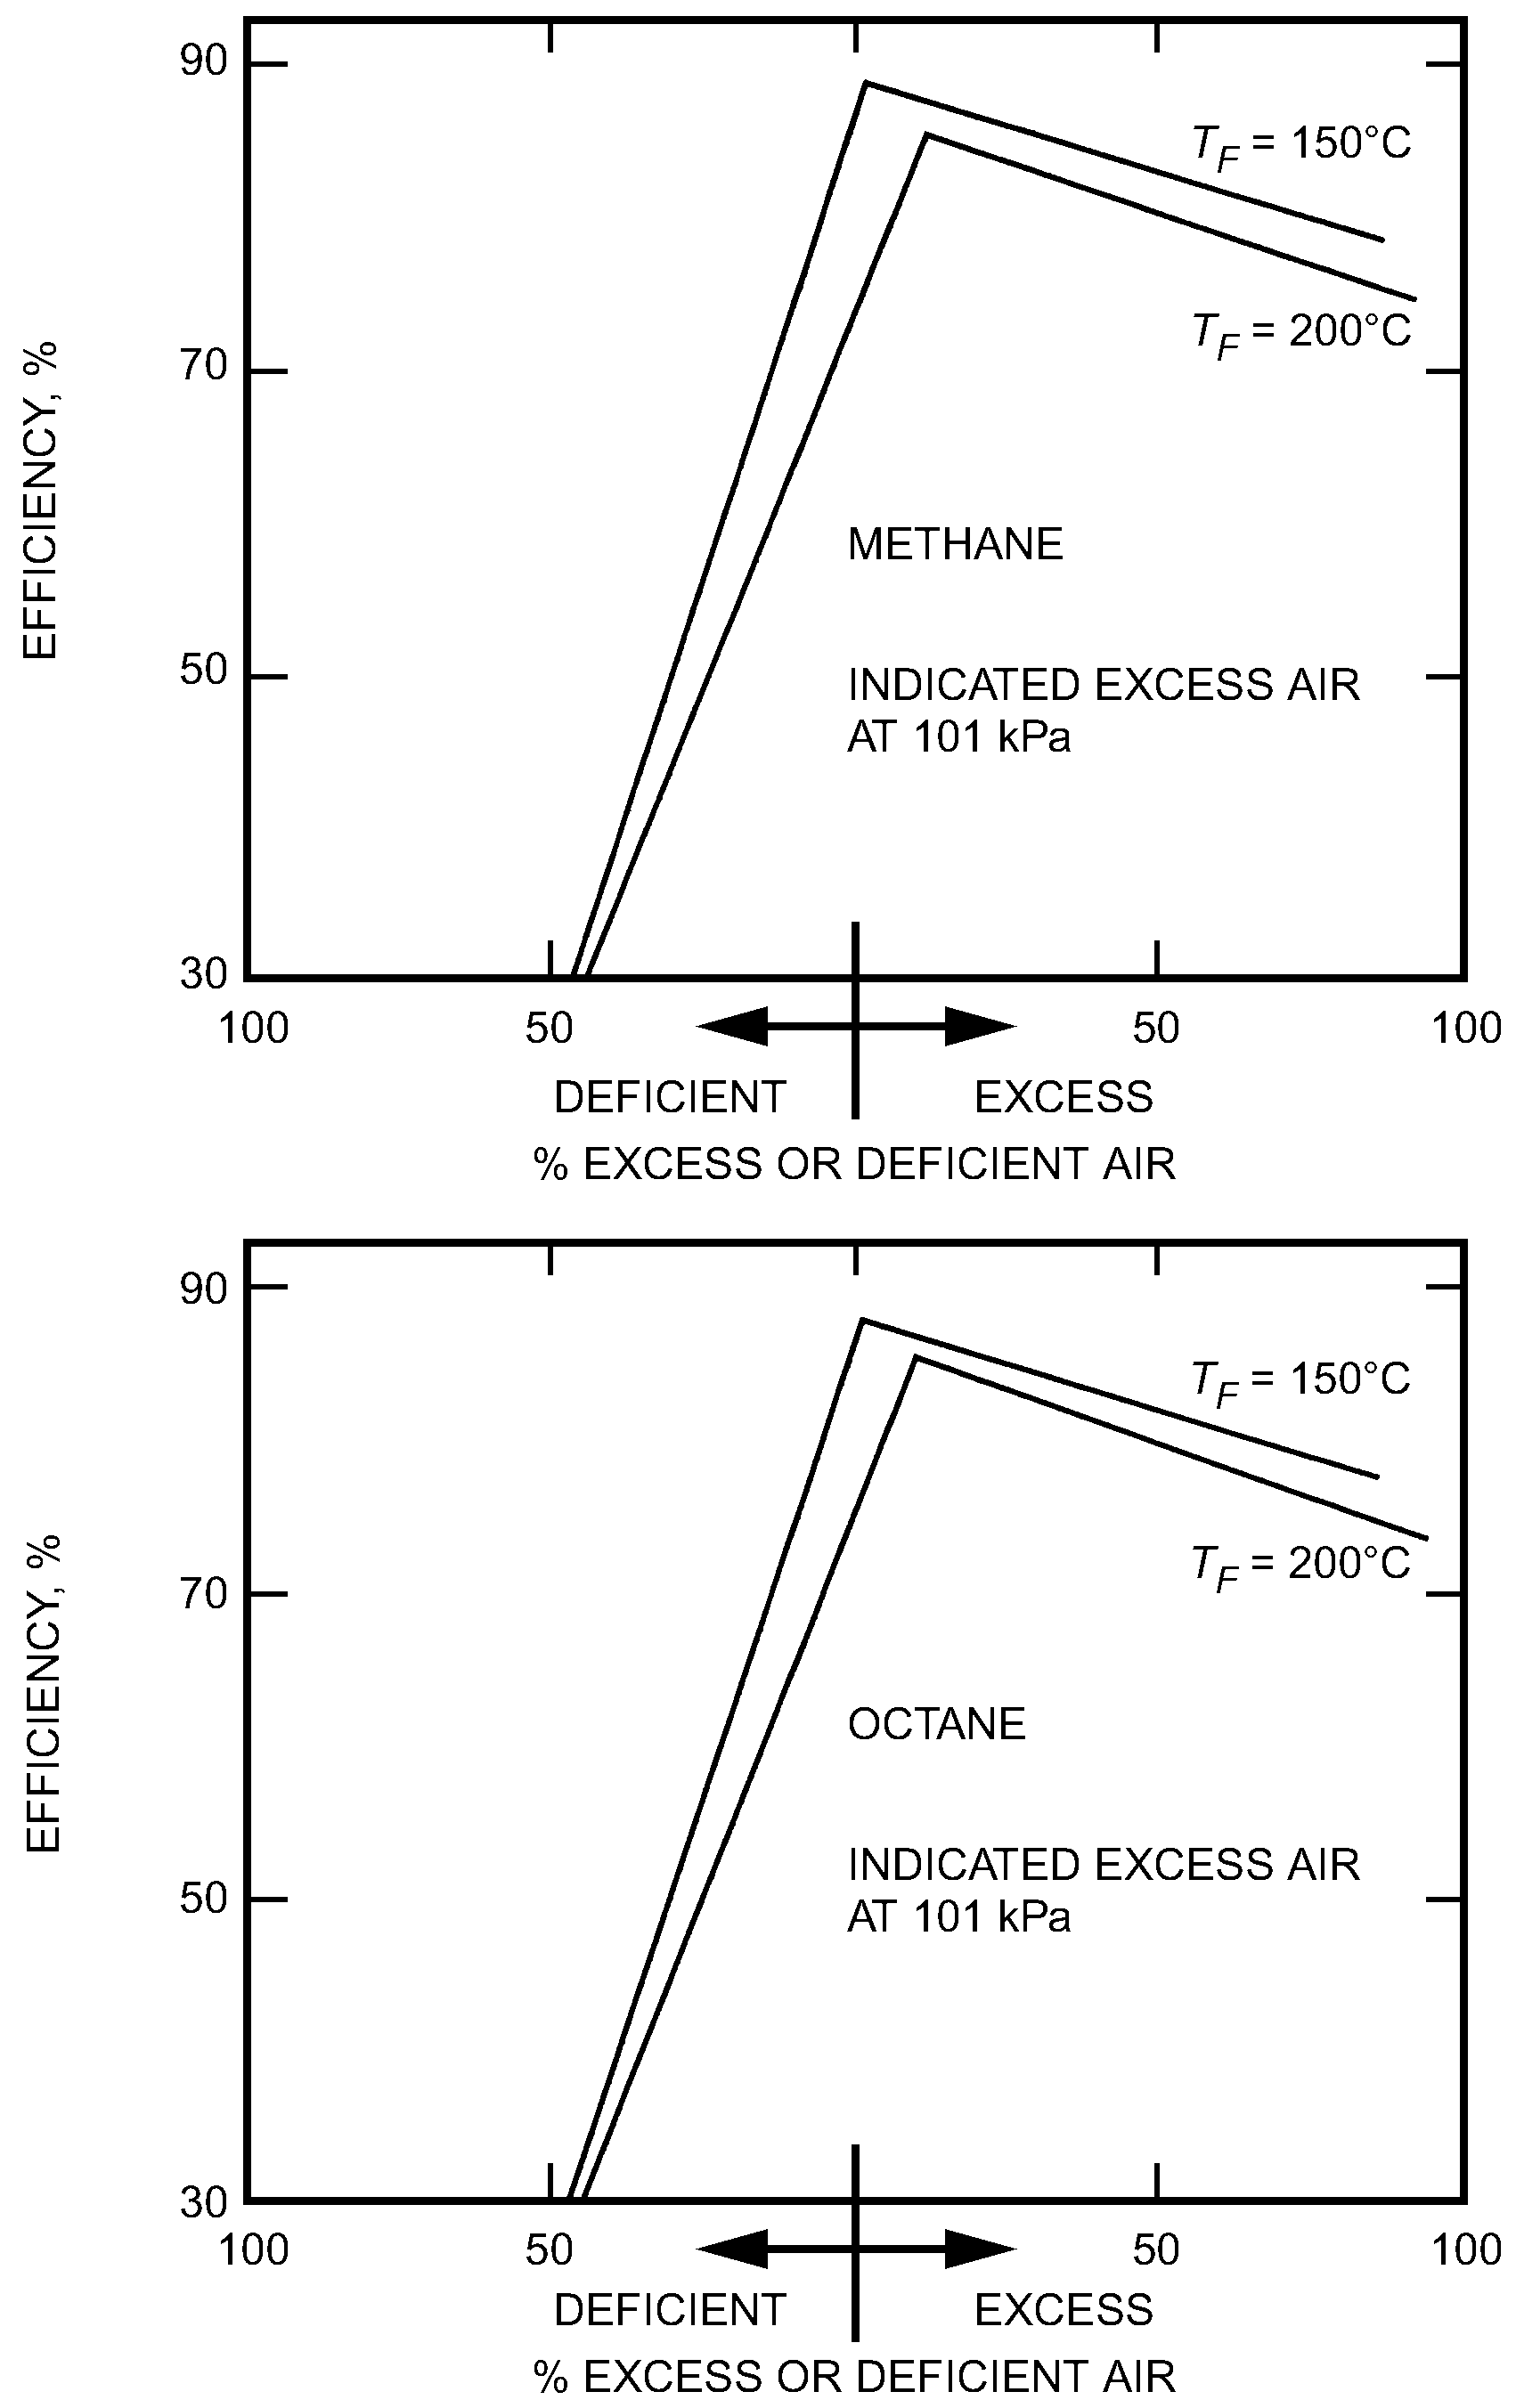 90
T_F = 150°C
70
T_F = 200°C
EFFICIENCY, %
METHANE
50
INDICATED EXCESS AIR
AT 101 kPa
30
100 50 50 100
DEFICIENT EXCESS
% EXCESS OR DEFICIENT AIR
90
T_F = 150°C
70
T_F = 200°C
EFFICIENCY, %
OCTANE
50
INDICATED EXCESS AIR
AT 101 kPa
30
100 50 50 100
DEFICIENT EXCESS
% EXCESS OR DEFICIENT AIR